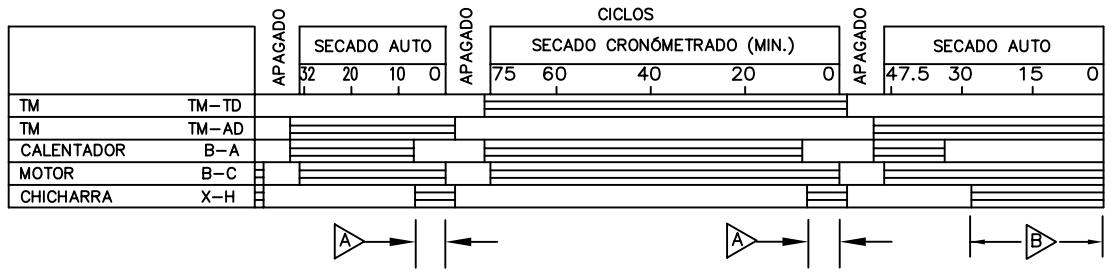 CICLOS
APAGADO SECADO AUTO APAGADO SECADO CRONÓMETRADO (MIN.) APAGADO SECADO AUTO
32 20 10 0 75 60 40 20 0 47.5 30 15 0
TM TM-TD
TM TM-AD
CALENTADOR B-A
MOTOR B-C
CHICHARRA X-H
A A B